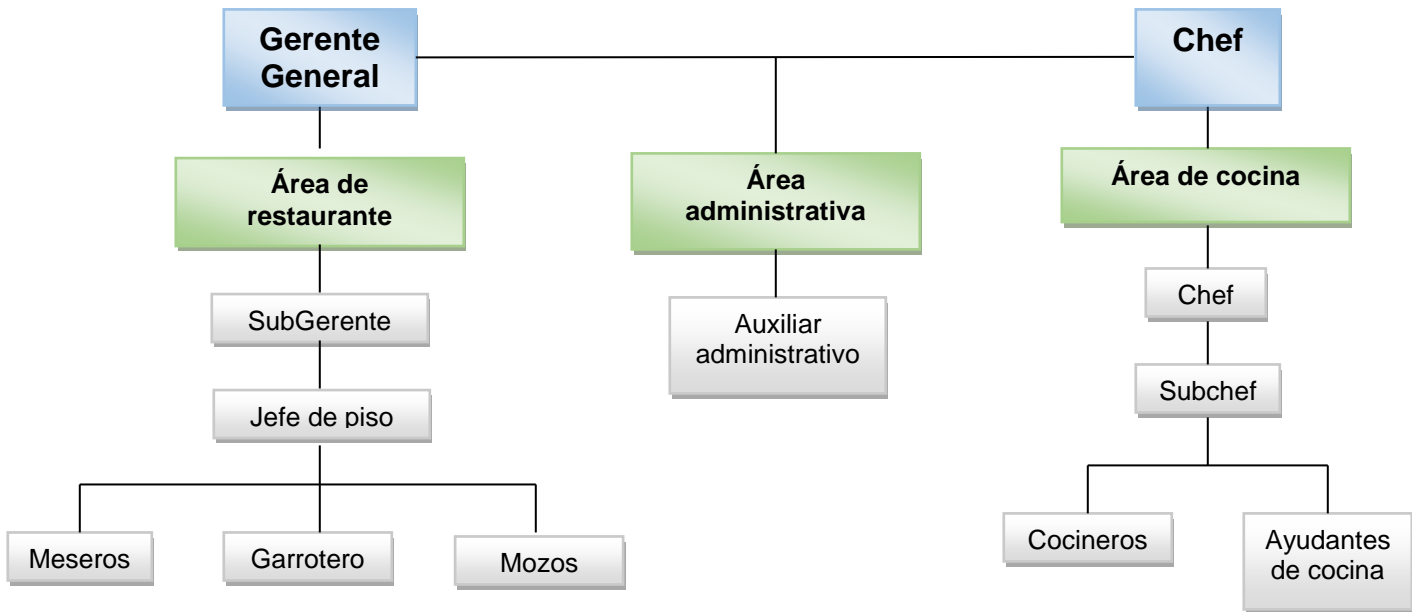 Gerente
General
Chef
Área de
restaurante
Área
administrativa
Área de cocina
SubGerente
Auxiliar
administrativo
Chef
Jefe de piso
Subchef
Meseros
Garrotero
Mozos
Cocineros
Ayudantes
de cocina